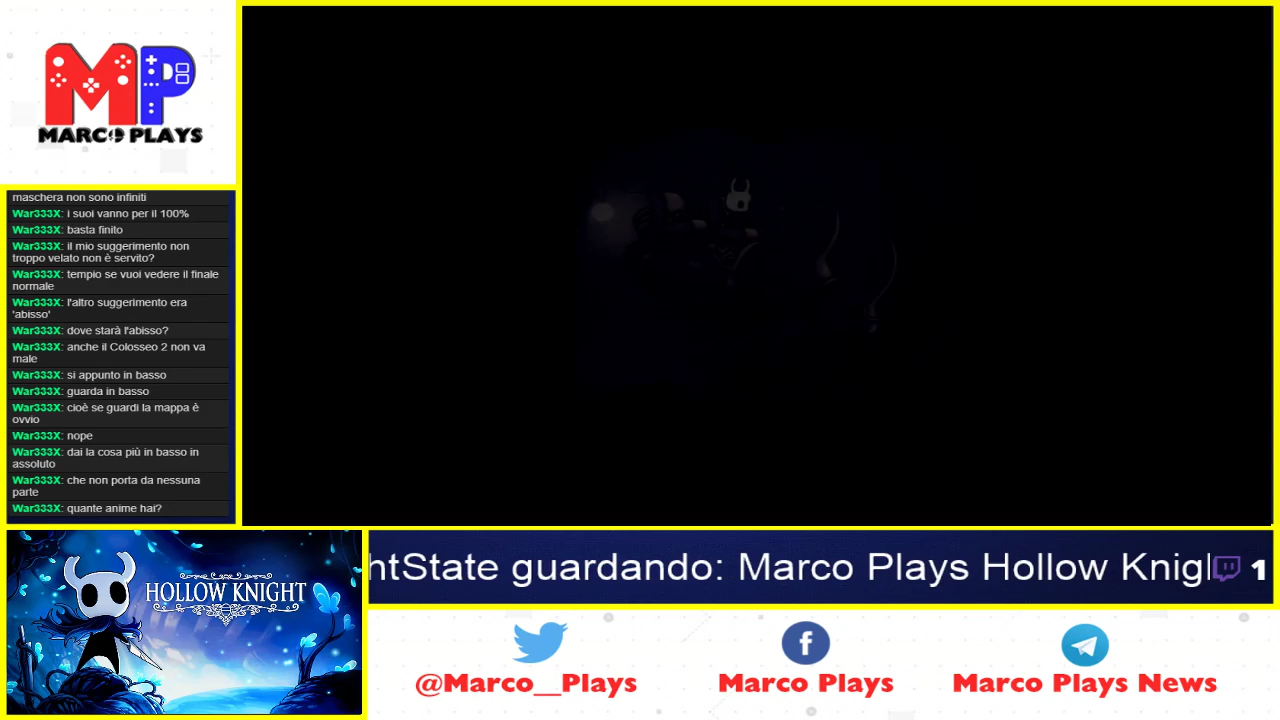 MP
MARCO PLAYS
maschera non sono infiniti
War333X: i suoi vanno per il 100%
War333X: basta finito
War333X: il mio suggerimento non
troppo velato non è servito?
War333X: tempio se vuoi vedere il finale
normale
War333X: l'altro suggerimento era
'abisso'
War333X: dove starà l'abisso?
War333X: anche il Colosseo 2 non va
male
War333X: si appunto in basso
War333X: guarda in basso
War333X: cioè se guardi la mappa è
ovvio
War333X: nope
War333X: dai la cosa più in basso in
assoluto
War333X: che non porta da nessuna
parte
War333X: quante anime hai?
HOLLOW KNIGHT
htState guardando: Marco Plays Hollow Knig 1
@Marco__Plays
Marco Plays
Marco Plays News